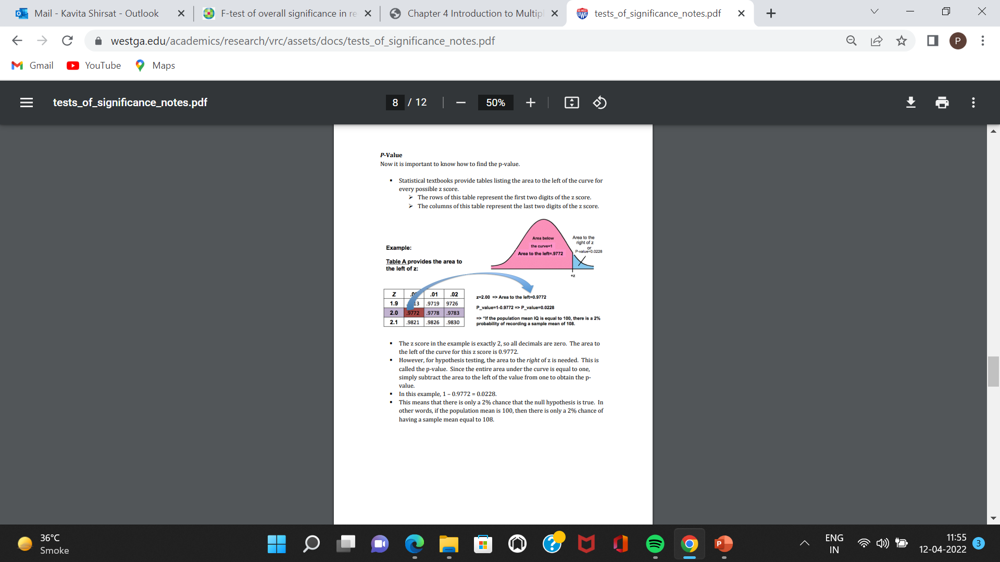 Mail - Kavita Shirsat - Outlook
F-test of overall significance in re
Chapter 4 Introduction to Multipl
tests_of_significance_notes.pdf
westga.edu/academics/research/vrc/assets/docs/tests_of_significance_notes.pdf
P
Gmail
YouTube
Maps
tests_of_significance_notes.pdf
8 / 12
50%
P-Value
Now it is important to know how to find the p-value.
▪ Statistical textbooks provide tables listing the area to the left of the curve for
every possible z score.
➢ The rows of this table represent the first two digits of the z score.
➢ The columns of this table represent the last two digits of the z score.
Area below
the curve=1
Area to the left=.9772
Area to the
right of z
or
P-value=0.0228
+z
Example:
Table A provides the area to
the left of z:
Z .01 .02
1.9 .9719 9726
2.0 .9772 .9778 .9783
2.1 .9821 .9826 .9830
z=2.00 => Area to the left=0.9772
P_value=1-0.9772 => P_value=0.0228
=> "If the population mean IQ is equal to 100, there is a 2%
probability of recording a sample mean of 108.
▪ The z score in the example is exactly 2, so all decimals are zero. The area to
the left of the curve for this z score is 0.9772.
▪ However, for hypothesis testing, the area to the right of z is needed. This is
called the p-value. Since the entire area under the curve is equal to one,
simply subtract the area to the left of the value from one to obtain the p-
value.
▪ In this example, 1 – 0.9772 = 0.0228.
▪ This means that there is only a 2% chance that the null hypothesis is true. In
other words, if the population mean is 100, then there is only a 2% chance of
having a sample mean equal to 108.
36°C
Smoke
ENG
IN
11:55
12-04-2022
3